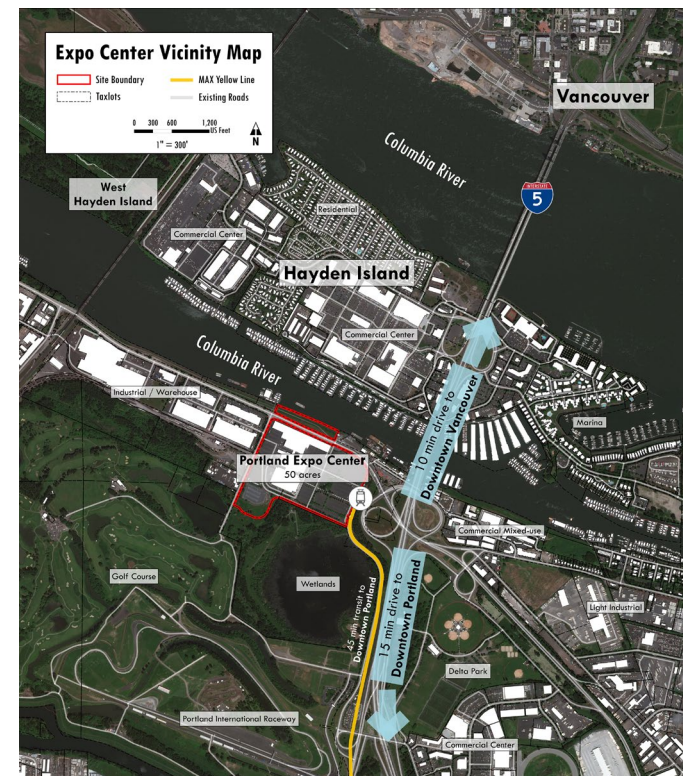 Expo Center Vicinity Map
Site Boundary
MAX Yellow Line
Taxlots
Existing Roads
0 300 600 1,200
US Feet
1" = 300'
N
Vancouver
Columbia River
INTERSTATE
5
West
Hayden Island
Residential
Commercial Center
Hayden Island
Commercial Center
Columbia River
Industrial / Warehouse
10 min drive to
Downtown Vancouver
Marina
Portland Expo Center
50 acres
Commercial Mixed-use
Golf Course
Wetlands
45 min transit to
Downtown Portland
15 min drive to
Downtown Portland
Light Industrial
Delta Park
Portland International Raceway
Commercial Center